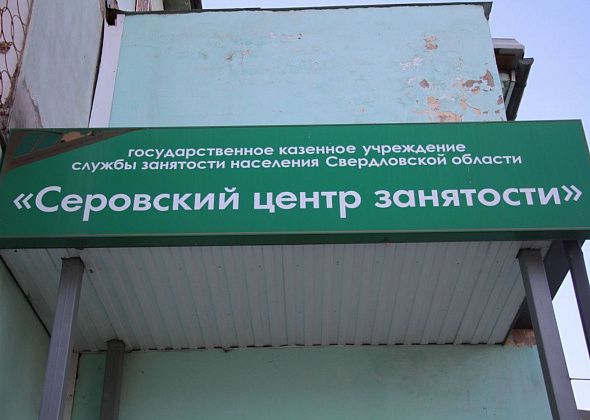 государственное казенное учреждение
службы занятости населения Свердловской области
«Серовский центр занятости»